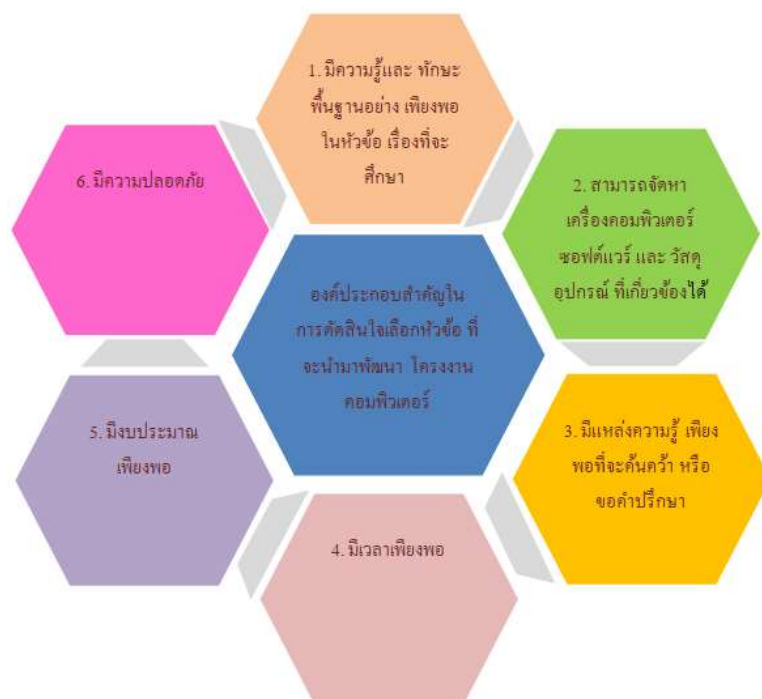 องค์ประกอบสำคัญใน
การตัดสินใจเลือกหัวข้อ ที่
จะนำมาพัฒนา โครงงาน
คอมพิวเตอร์
1. มีความรู้และ ทักษะ
พื้นฐานอย่าง เพียงพอ
ในหัวข้อ เรื่องที่จะ
ศึกษา
2. สามารถจัดหา
เครื่องคอมพิวเตอร์
ซอฟต์แวร์ และ วัสดุ
อุปกรณ์ ที่เกี่ยวข้องได้
3. มีแหล่งความรู้ เพียง
พอที่จะค้นคว้า หรือ
ขอคำปรึกษา
4. มีเวลาเพียงพอ
5. มีงบประมาณ
เพียงพอ
6. มีความปลอดภัย